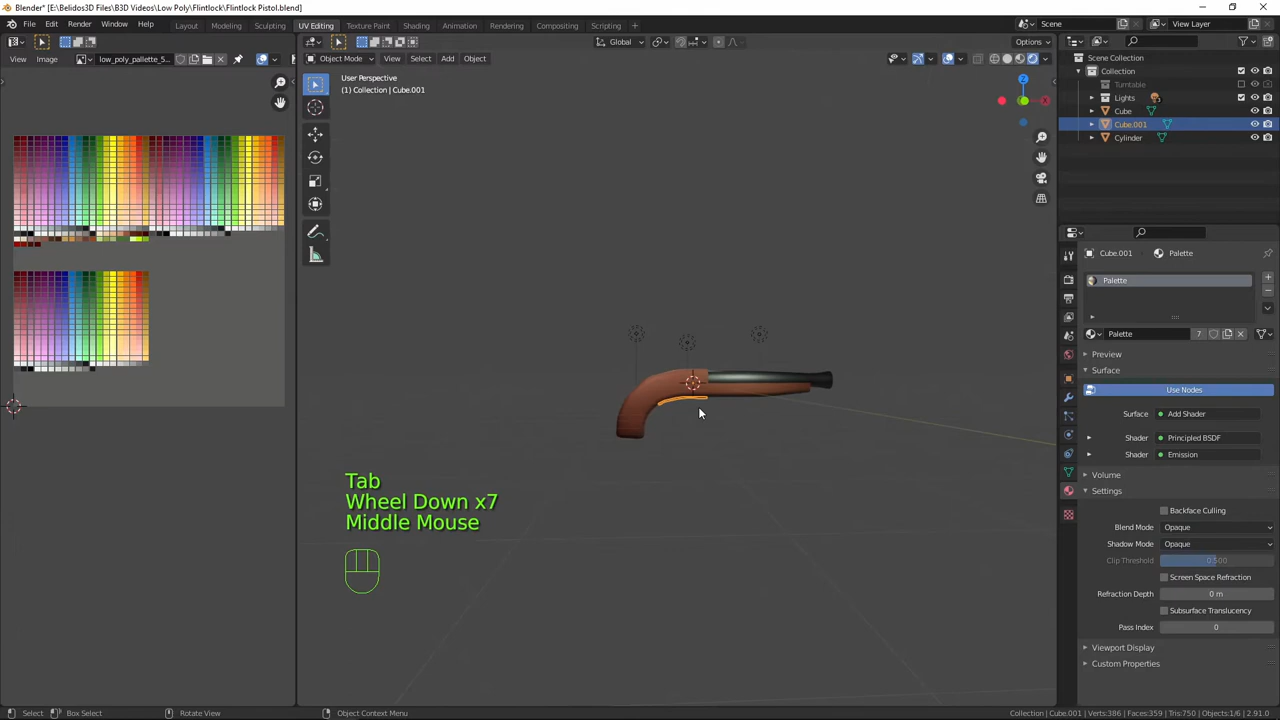 Blender* [E:\Belidos3D Files\B3D Videos\Low Poly\Flintlock\Flintlock Pistol.blend]
File Edit Render Window Help Layout Modeling Sculpting UV Editing Texture Paint Shading Animation Rendering Compositing Scripting + Scene View Layer
View Image low_poly_pallette_5... Global Options
Object Mode View Select Add Object
User Perspective
(1) Collection | Cube.001
Scene Collection
Collection
Turntable
Lights
Cube
Cube.001
Cylinder
Cube.001 Palette
Palette
Palette 7
Preview
Surface
Use Nodes
Surface Add Shader
Shader Principled BSDF
Shader Emission
Volume
Settings
Backface Culling
Blend Mode Opaque
Shadow Mode Opaque
Clip Threshold 0.500
Screen Space Refraction
Refraction Depth 0 m
Subsurface Translucency
Pass Index 0
Viewport Display
Custom Properties
Tab
Wheel Down x7
Middle Mouse
Select Box Select Rotate View Object Context Menu Collection | Cube.001 | Verts:386 | Faces:359 | Tris:750 | Objects:1/6 | 2.91.0